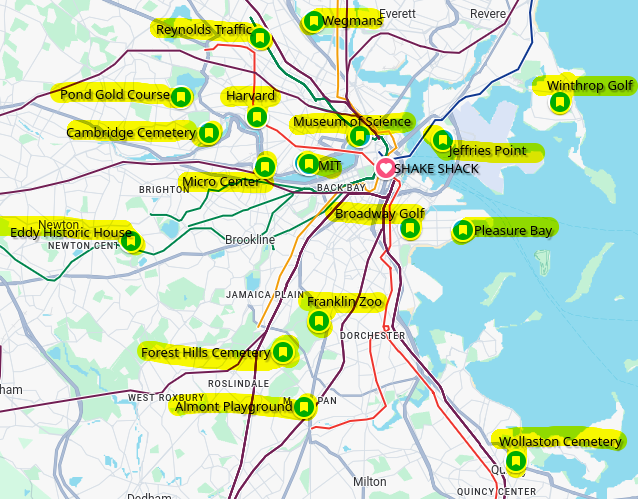 Everett
Revere
Wegmans
Reynolds Traffic
Winthrop Golf
Pond Gold Course
Harvard
Museum of Science
Cambridge Cemetery
Jeffries Point
MIT
SHAKE SHACK
Micro Center
BACK BAY
BRIGHTON
Broadway Golf
Newton
Eddy Historic House
Pleasure Bay
Brookline
NEWTON CENT
JAMAICA PLAIN
Franklin Zoo
DORCHESTER
Forest Hills Cemetery
ROSLINDALE
ham
WEST ROXBURY
M PAN
Almont Playground
Wollaston Cemetery
Qu
Milton
QUINCY CENTER
Dedham